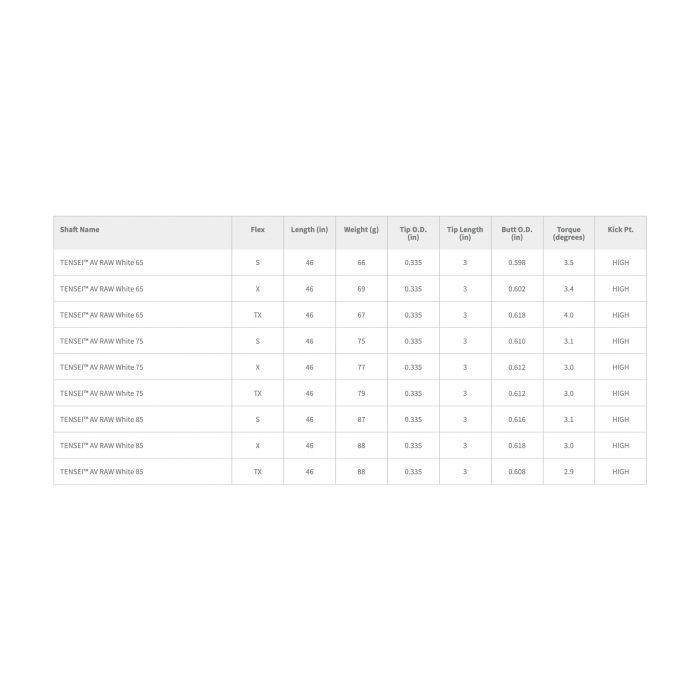 Shaft Name Flex Length (in) Weight (g) Tip O.D. (in) Tip Length (in) Butt O.D. (in) Torque (degrees) Kick Pt.
TENSEI™ AV RAW White 65 S 46 66 0.335 3 0.598 3.5 HIGH
TENSEI™ AV RAW White 65 X 46 69 0.335 3 0.602 3.4 HIGH
TENSEI™ AV RAW White 65 TX 46 67 0.335 3 0.618 4.0 HIGH
TENSEI™ AV RAW White 75 S 46 75 0.335 3 0.610 3.1 HIGH
TENSEI™ AV RAW White 75 X 46 77 0.335 3 0.612 3.0 HIGH
TENSEI™ AV RAW White 75 TX 46 79 0.335 3 0.612 3.0 HIGH
TENSEI™ AV RAW White 85 S 46 87 0.335 3 0.616 3.1 HIGH
TENSEI™ AV RAW White 85 X 46 88 0.335 3 0.618 3.0 HIGH
TENSEI™ AV RAW White 85 TX 46 88 0.335 3 0.608 2.9 HIGH